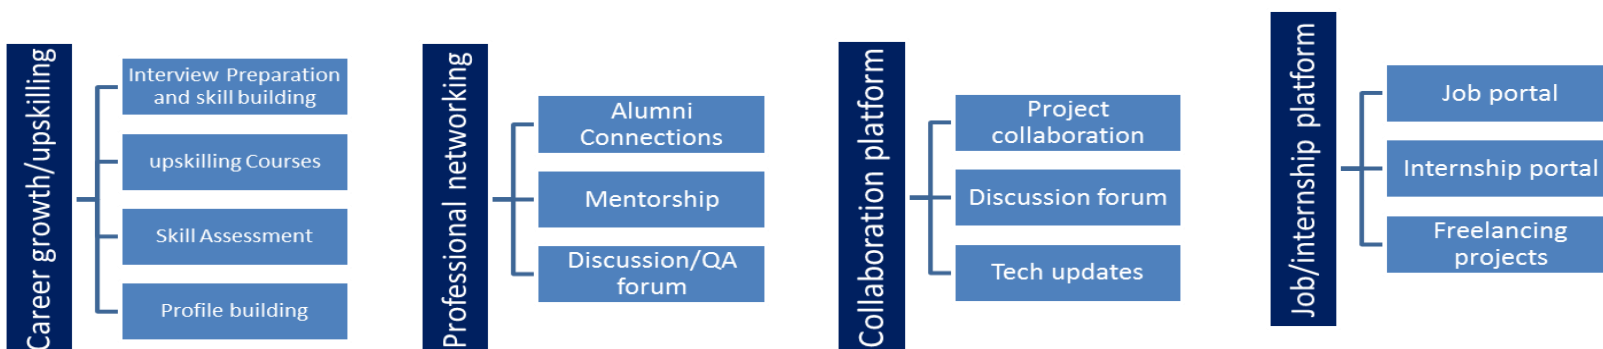 Career growth/upskilling
Interview Preparation
and skill building
upskilling Courses
Skill Assessment
Profile building
Professional networking
Alumni
Connections
Mentorship
Discussion/QA
forum
Collaboration platform
Project
collaboration
Discussion forum
Tech updates
Job/internship platform
Job portal
Internship portal
Freelancing
projects